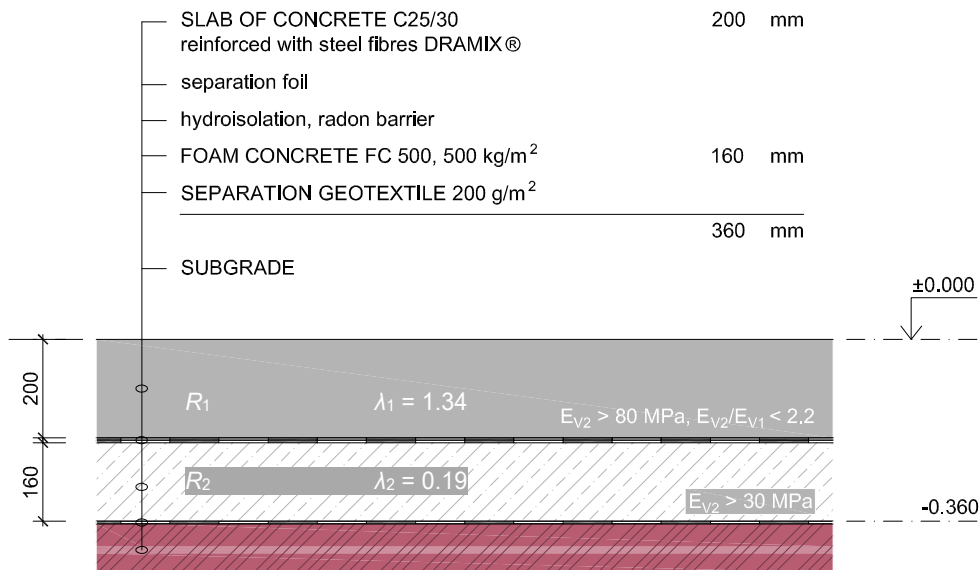 SLAB OF CONCRETE C25/30 200 mm
reinforced with steel fibres DRAMIX®
separation foil
hydroisolation, radon barrier
FOAM CONCRETE FC 500, 500 kg/m² 160 mm
SEPARATION GEOTEXTILE 200 g/m²
360 mm
SUBGRADE
±0.000
200
R₁ λ₁ = 1.34
E_V2 > 80 MPa, E_V2/E_V1 < 2.2
160
R₂ λ₂ = 0.19
E_V2 > 30 MPa
-0.360